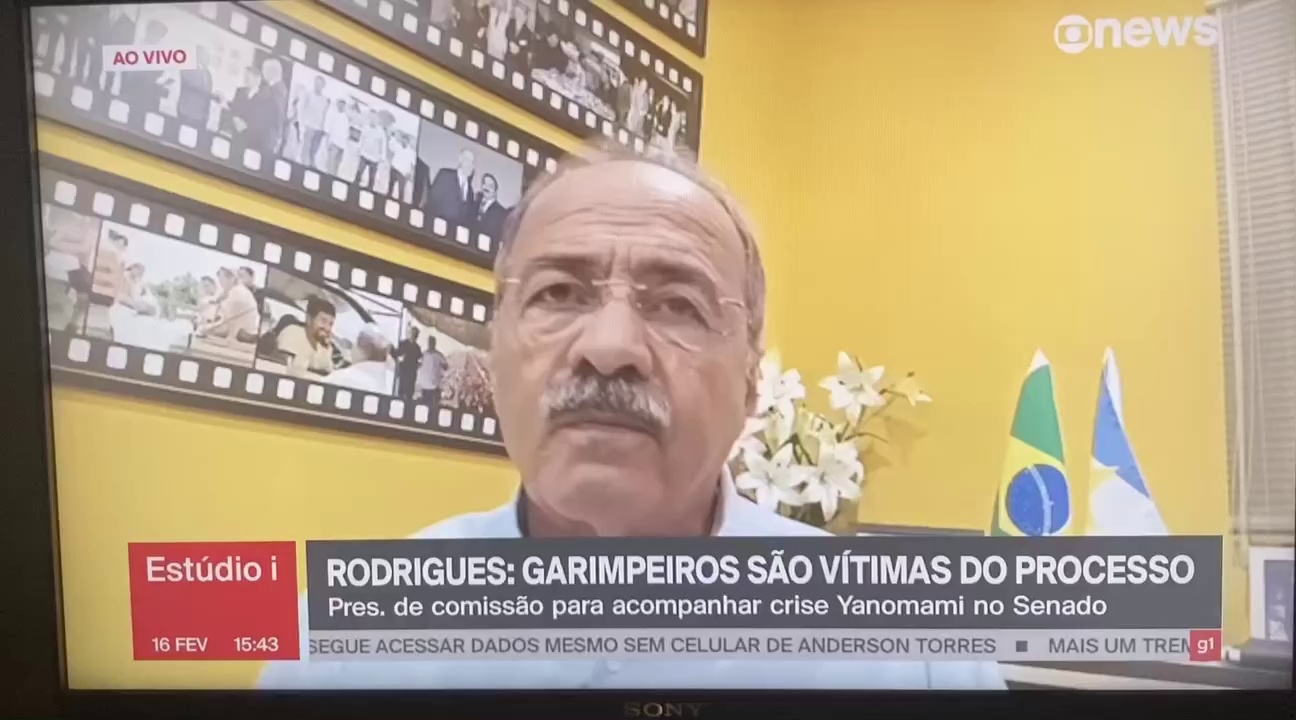 AO VIVO
news
Estúdio i
RODRIGUES: GARIMPEIROS SÃO VÍTIMAS DO PROCESSO
Pres. de comissão para acompanhar crise Yanomami no Senado
16 FEV 15:43
SEGUE ACESSAR DADOS MESMO SEM CELULAR DE ANDERSON TORRES ■ MAIS UM TREM
g1
SONY